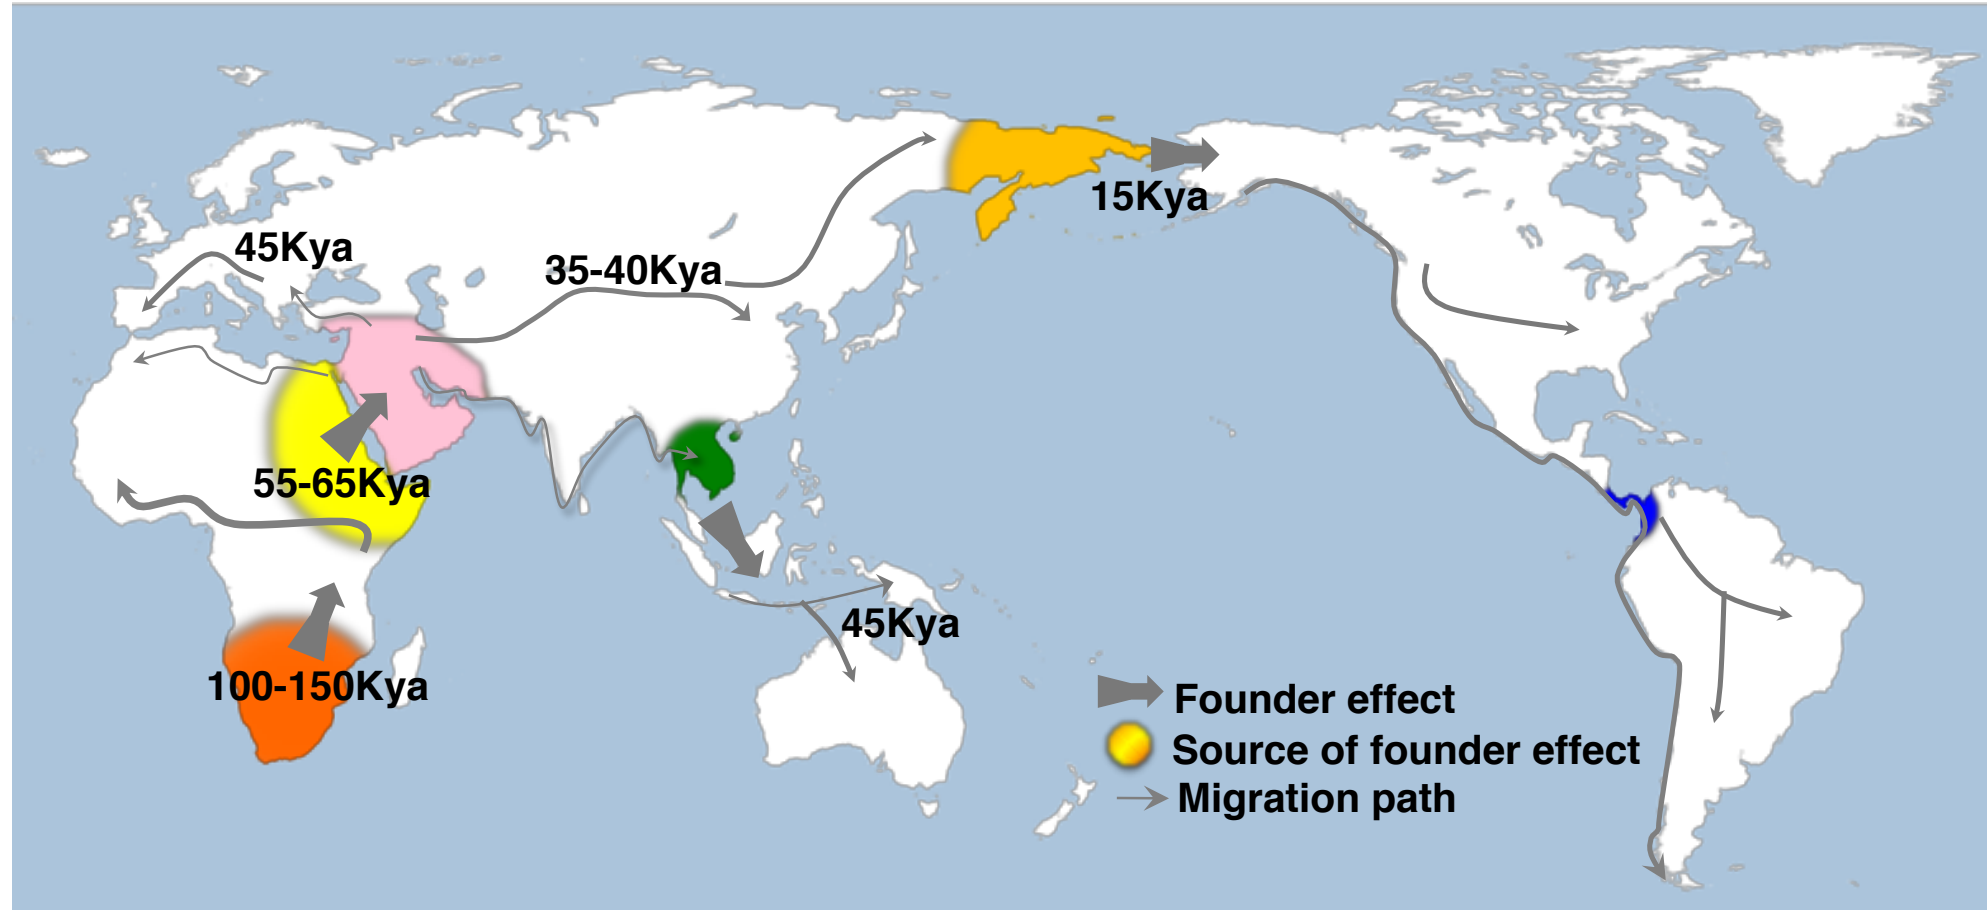 15Kya
45Kya
35-40Kya
55-65Kya
45Kya
100-150Kya
Founder effect
Source of founder effect
Migration path